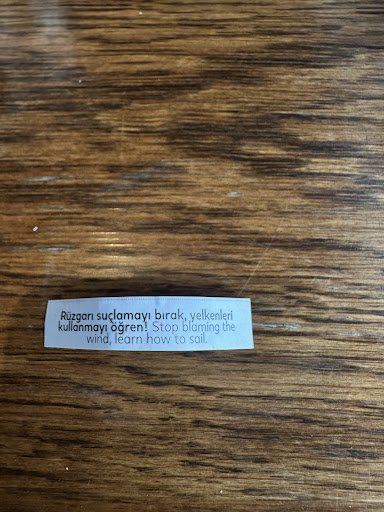 Rüzgarı suçlamayı bırak, yelkenleri
kullanmayı öğren! Stop blaming the
wind, learn how to sail.